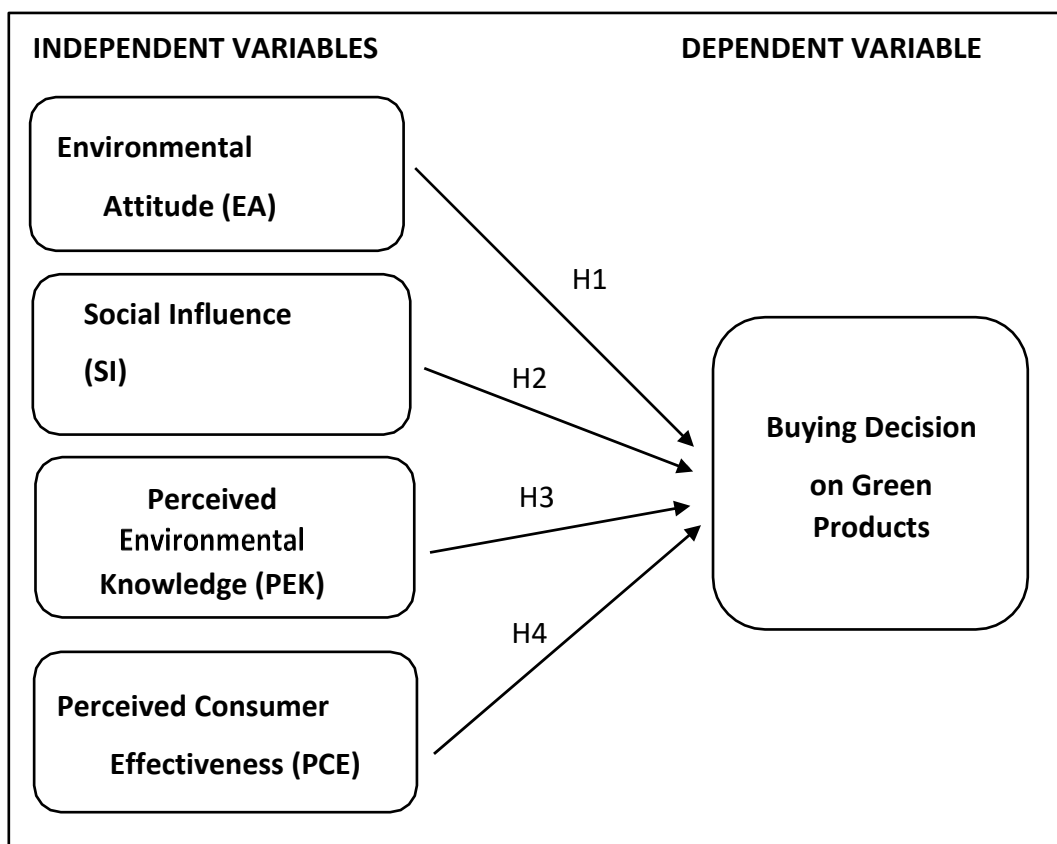 INDEPENDENT VARIABLES
DEPENDENT VARIABLE
Environmental
Attitude (EA)
H1
Social Influence
(SI)
H2
Perceived
Environmental
Knowledge (PEK)
H3
Perceived Consumer
Effectiveness (PCE)
H4
Buying Decision
on Green
Products